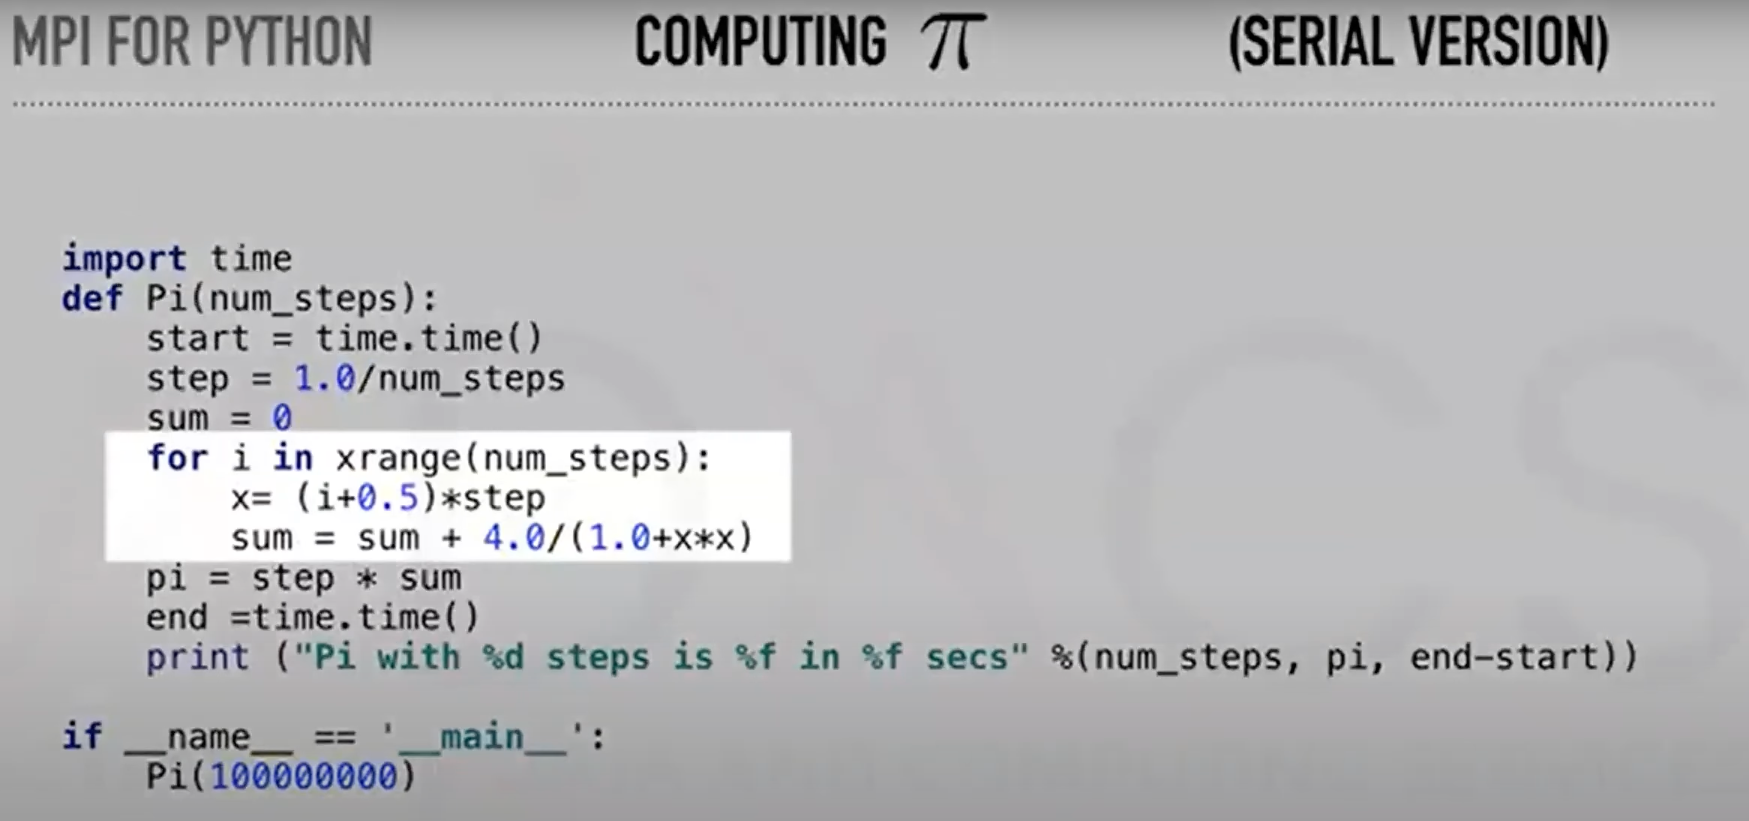 MPI FOR PYTHON COMPUTING π (SERIAL VERSION)
import time
def Pi(num_steps):
    start = time.time()
    step = 1.0/num_steps
    sum = 0
    for i in xrange(num_steps):
        x= (i+0.5)*step
        sum = sum + 4.0/(1.0+x*x)
    pi = step * sum
    end =time.time()
    print ("Pi with %d steps is %f in %f secs" %(num_steps, pi, end-start))
if __name__ == '__main__':
    Pi(100000000)